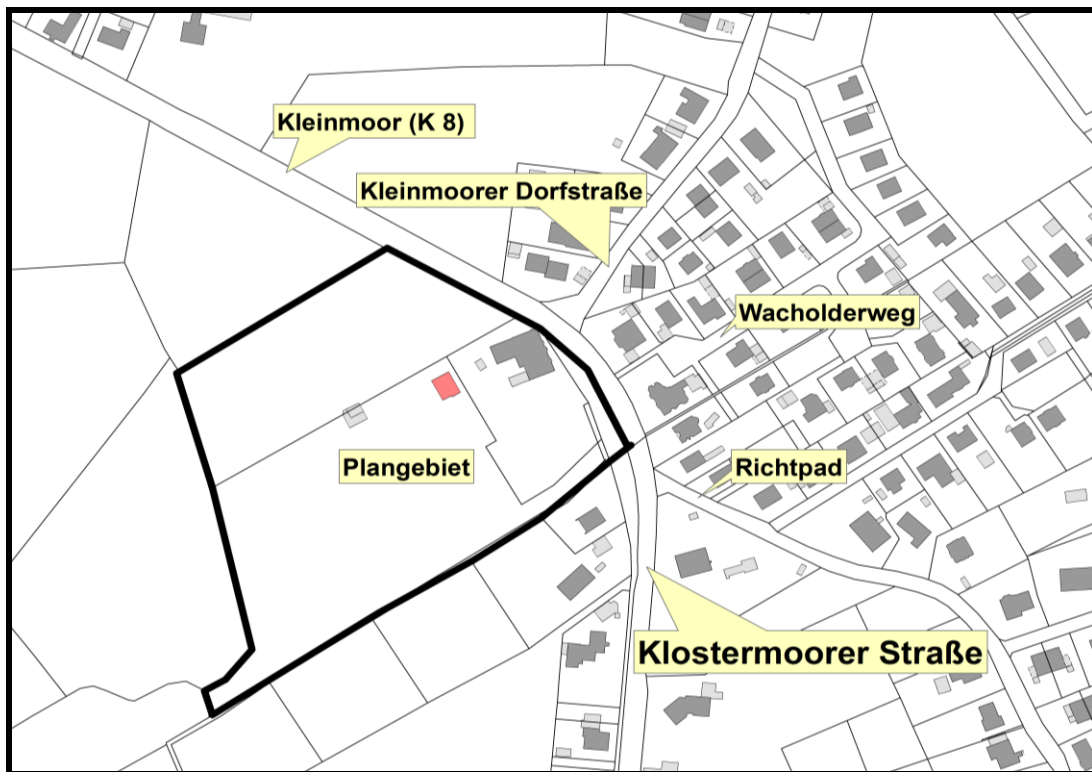 Kleinmoor (K 8)
Kleinmoorer Dorfstraße
Wacholderweg
Plangebiet
Richtpad
Klostermoorer Straße